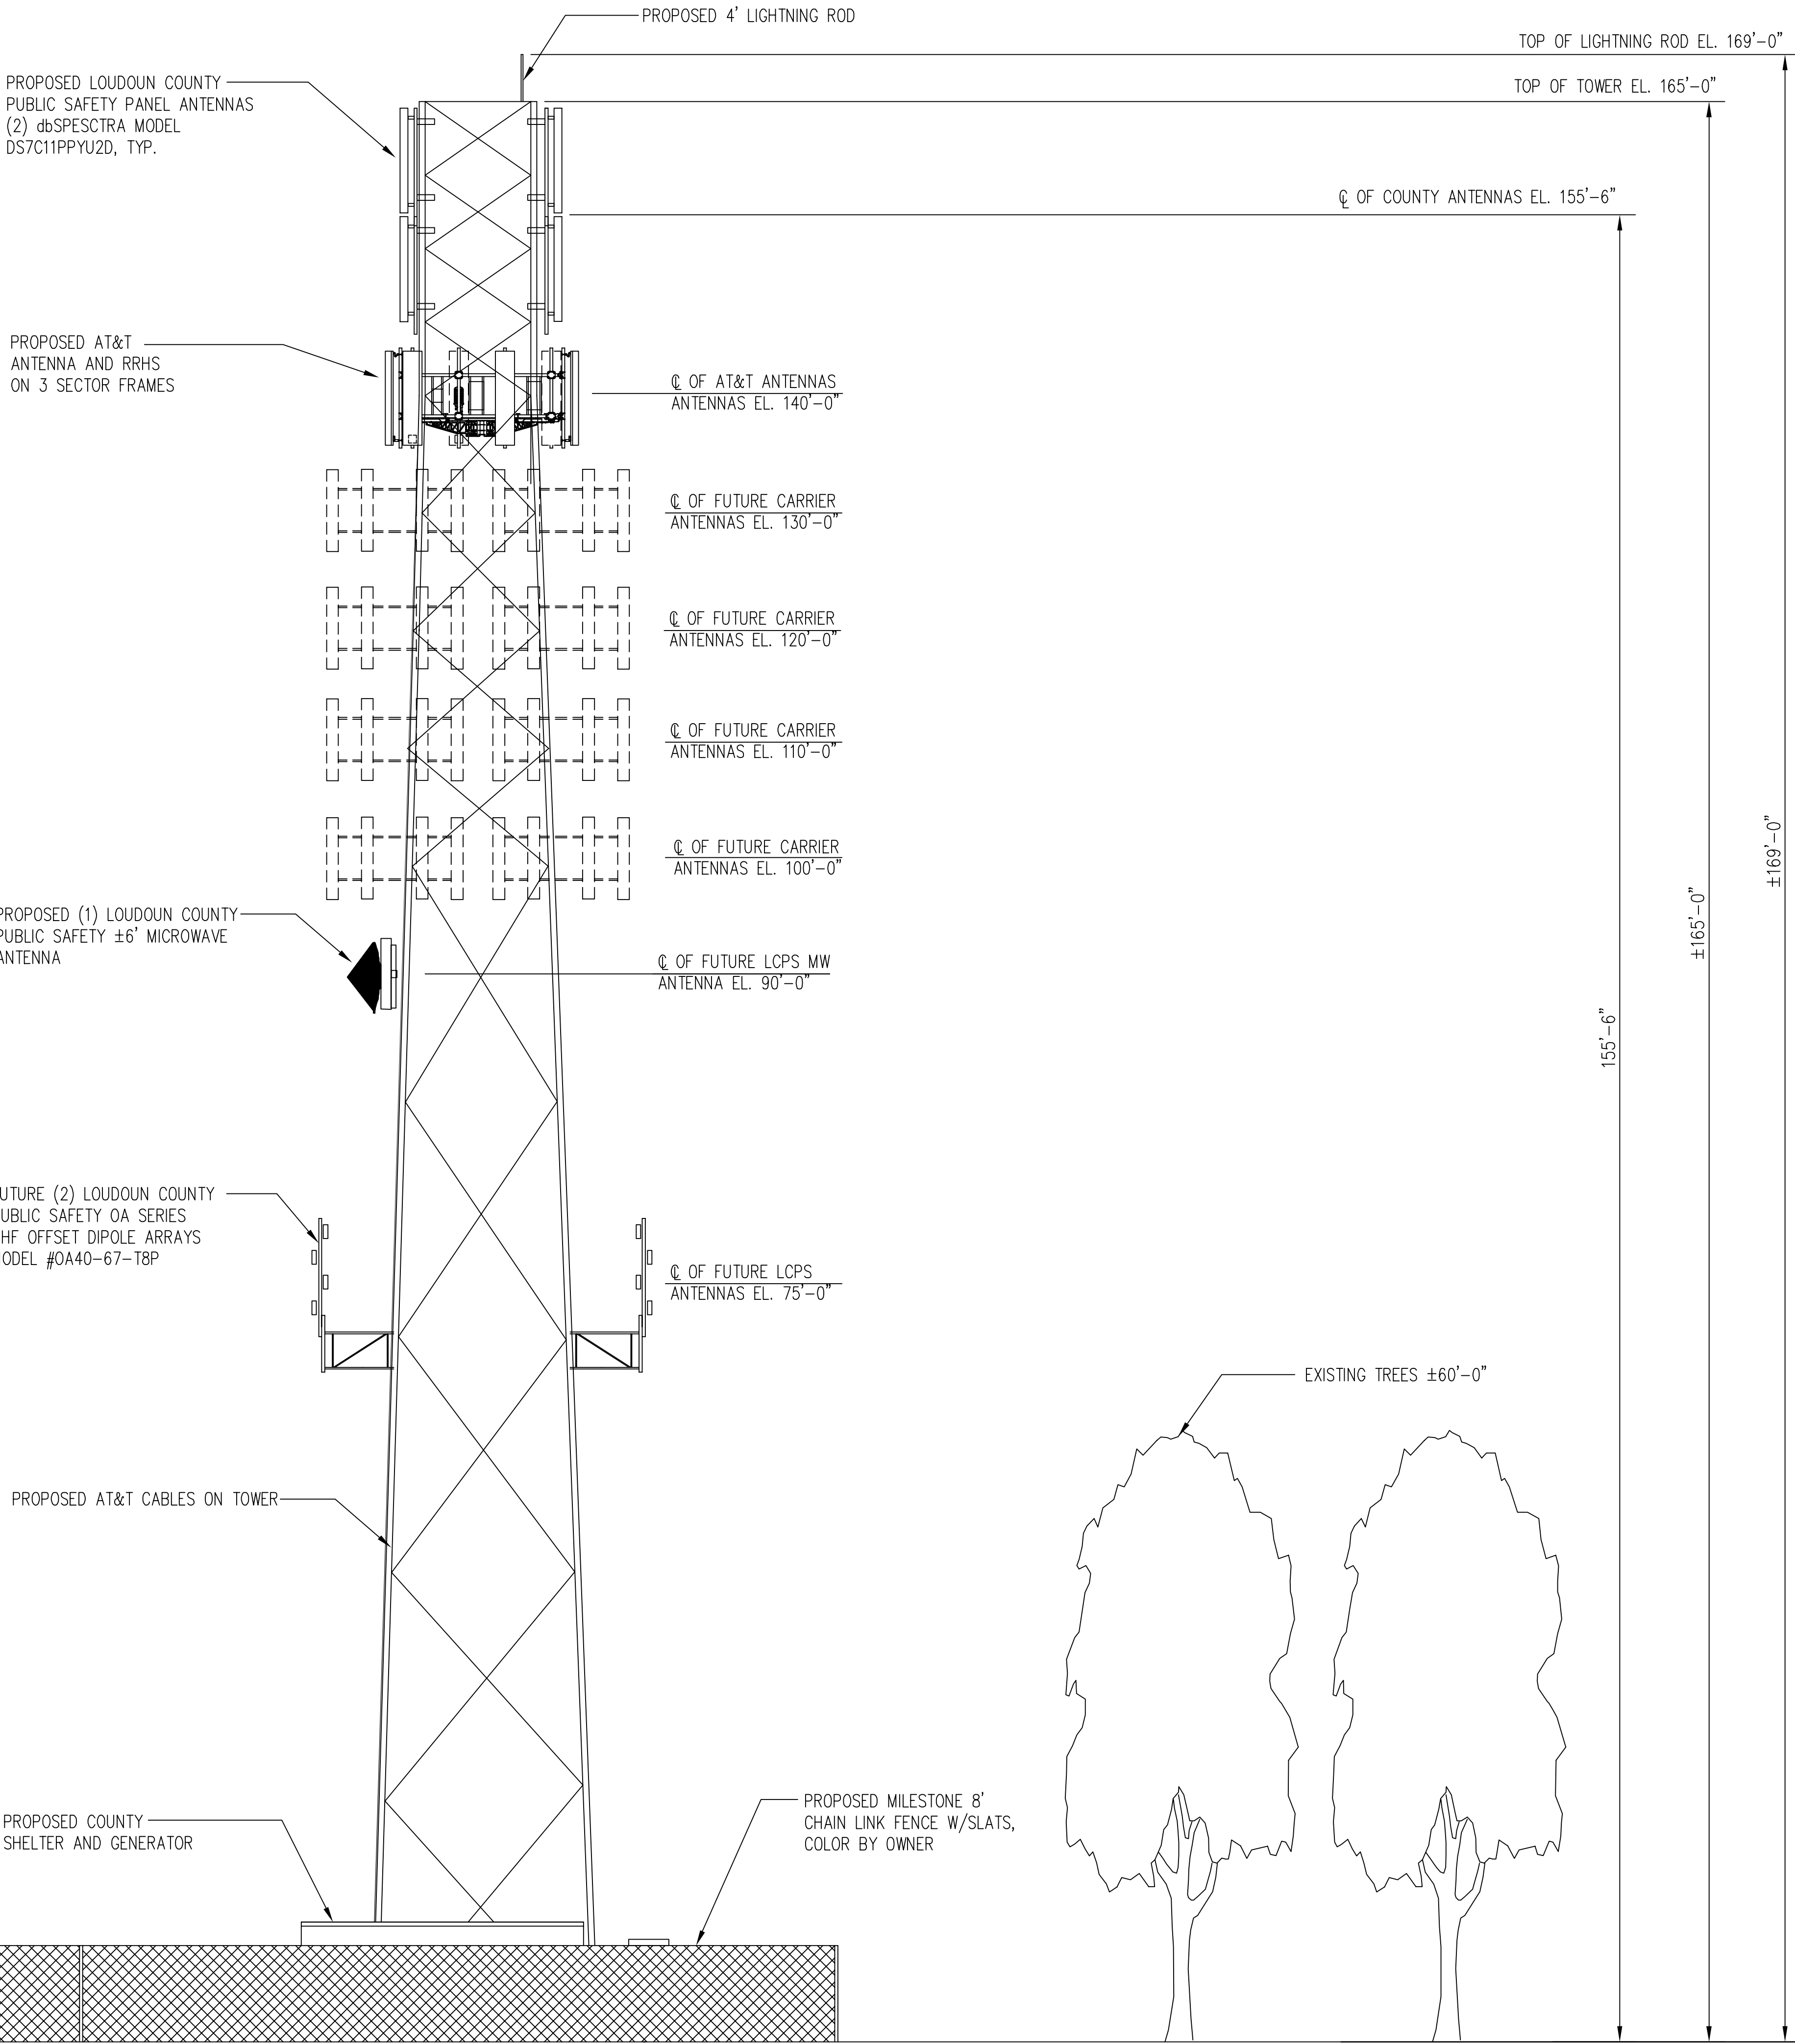 PROPOSED 4' LIGHTNING ROD
TOP OF LIGHTNING ROD EL. 169'-0"
TOP OF TOWER EL. 165'-0"
PROPOSED LOUDOUN COUNTY
PUBLIC SAFETY PANEL ANTENNAS
(2) dbSPESCTRA MODEL
DS7C11PPYU2D, TYP.
℄ OF COUNTY ANTENNAS EL. 155'-6"
PROPOSED AT&T
ANTENNA AND RRHS
ON 3 SECTOR FRAMES
℄ OF AT&T ANTENNAS
ANTENNAS EL. 140'-0"
℄ OF FUTURE CARRIER
ANTENNAS EL. 130'-0"
℄ OF FUTURE CARRIER
ANTENNAS EL. 120'-0"
℄ OF FUTURE CARRIER
ANTENNAS EL. 110'-0"
℄ OF FUTURE CARRIER
ANTENNAS EL. 100'-0"
PROPOSED (1) LOUDOUN COUNTY
PUBLIC SAFETY ±6' MICROWAVE
ANTENNA
℄ OF FUTURE LCPS MW
ANTENNA EL. 90'-0"
155'-6"
±165'-0"
±169'-0"
UTURE (2) LOUDOUN COUNTY
UBLIC SAFETY OA SERIES
HF OFFSET DIPOLE ARRAYS
ODEL #OA40-67-T8P
℄ OF FUTURE LCPS
ANTENNAS EL. 75'-0"
EXISTING TREES ±60'-0"
PROPOSED AT&T CABLES ON TOWER
PROPOSED COUNTY
SHELTER AND GENERATOR
PROPOSED MILESTONE 8'
CHAIN LINK FENCE W/SLATS,
COLOR BY OWNER